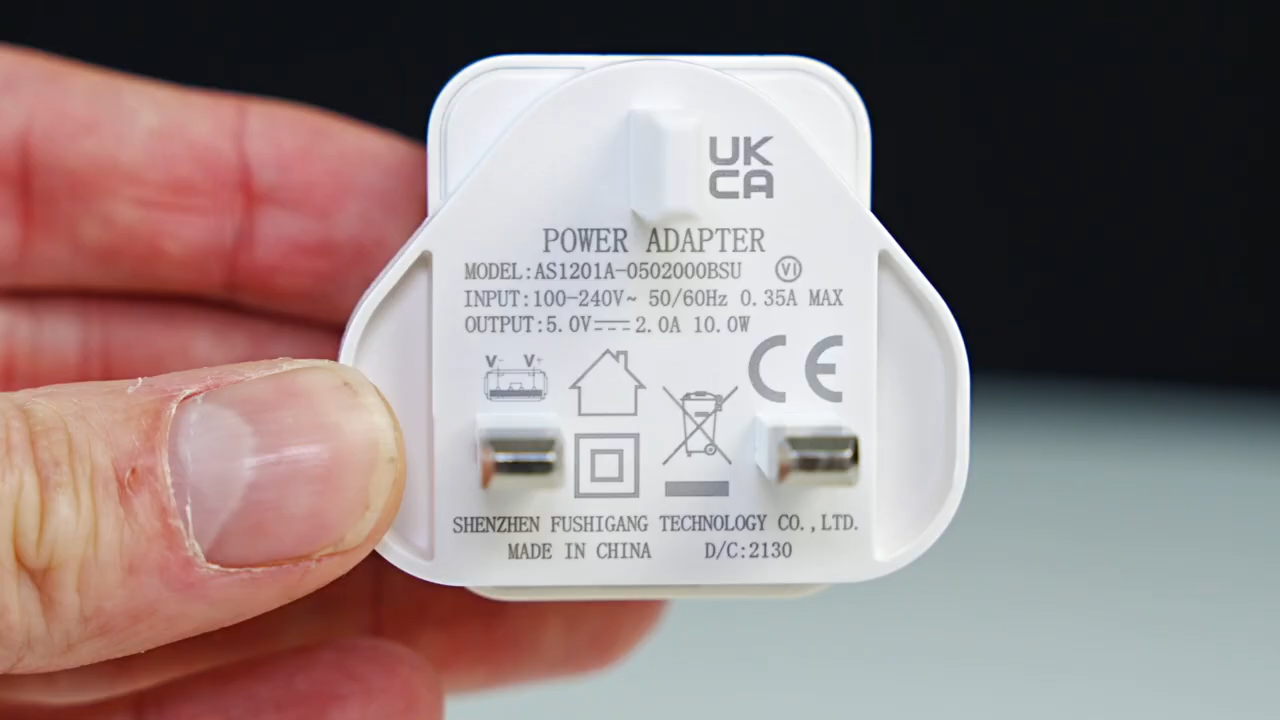 UK
CA
POWER ADAPTER
MODEL:AS1201A-0502000BSU VI
INPUT:100-240V~ 50/60Hz 0.35A MAX
OUTPUT:5.0V⎓2.0A 10.0W
V- V+
CE
SHENZHEN FUSHIGANG TECHNOLOGY CO.,LTD.
MADE IN CHINA D/C:2130